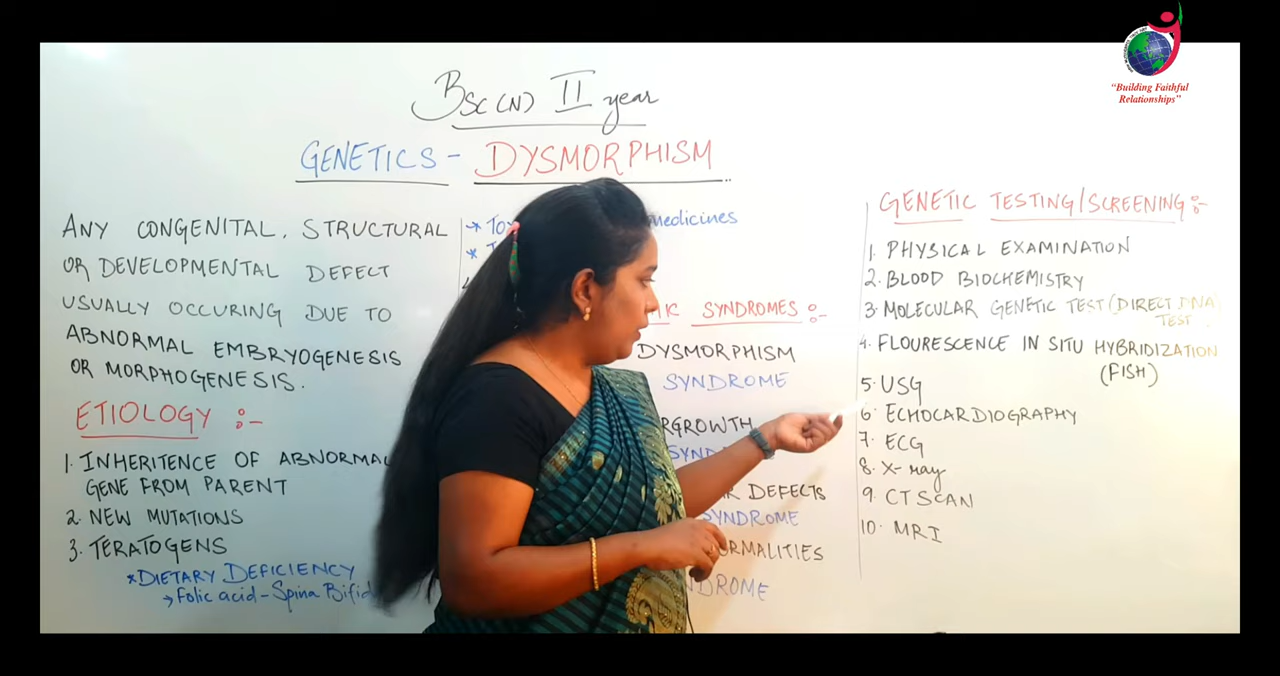 "Building Faithful
Relationships"
BSC(N) II year
GENETICS - DYSMORPHISM
ANY CONGENITAL, STRUCTURAL
OR DEVELOPMENTAL DEFECT
USUALLY OCCURING DUE TO
ABNORMAL EMBRYOGENESIS
OR MORPHOGENESIS.
ETIOLOGY :-
1. INHERITENCE OF ABNORMAL
GENE FROM PARENT
2. NEW MUTATIONS
3. TERATOGENS
* DIETARY DEFICIENCY
→ Folic acid - Spina Bifid
medicines
SYNDROMES :-
DYSMORPHISM
SYNDROME
RGROWTH
DEFECTS
SYNDROME
ORMALITIES
NDROME
GENETIC TESTING/SCREENING :-
1. PHYSICAL EXAMINATION
2. BLOOD BIOCHEMISTRY
3. MOLECULAR GENETIC TEST (DIRECT DNA)
TEST
4. FLOURESCENCE IN SITU HYBRIDIZATION
(FISH)
5. USG
6. ECHOCARDIOGRAPHY
7. ECG
8. X-ray
9. CT SCAN
10. MRI